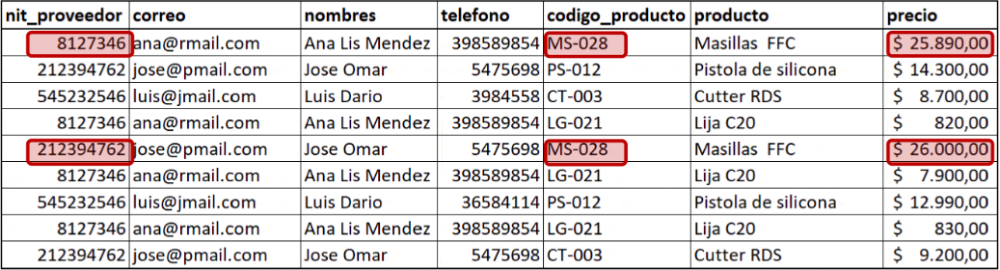 nit_proveedor correo nombres telefono codigo_producto producto precio
8127346 ana@rmail.com Ana Lis Mendez 398589854 MS-028 Masillas FFC $ 25.890,00
212394762 jose@pmail.com Jose Omar 5475698 PS-012 Pistola de silicona $ 14.300,00
545232546 luis@jmail.com Luis Dario 3984558 CT-003 Cutter RDS $ 8.700,00
8127346 ana@rmail.com Ana Lis Mendez 398589854 LG-021 Lija C20 $ 820,00
212394762 jose@pmail.com Jose Omar 5475698 MS-028 Masillas FFC $ 26.000,00
8127346 ana@rmail.com Ana Lis Mendez 398589854 LG-021 Lija C20 $ 7.900,00
545232546 luis@jmail.com Luis Dario 36584114 PS-012 Pistola de silicona $ 12.990,00
8127346 ana@rmail.com Ana Lis Mendez 398589854 LG-021 Lija C20 $ 830,00
212394762 jose@pmail.com Jose Omar 5475698 CT-003 Cutter RDS $ 9.200,00